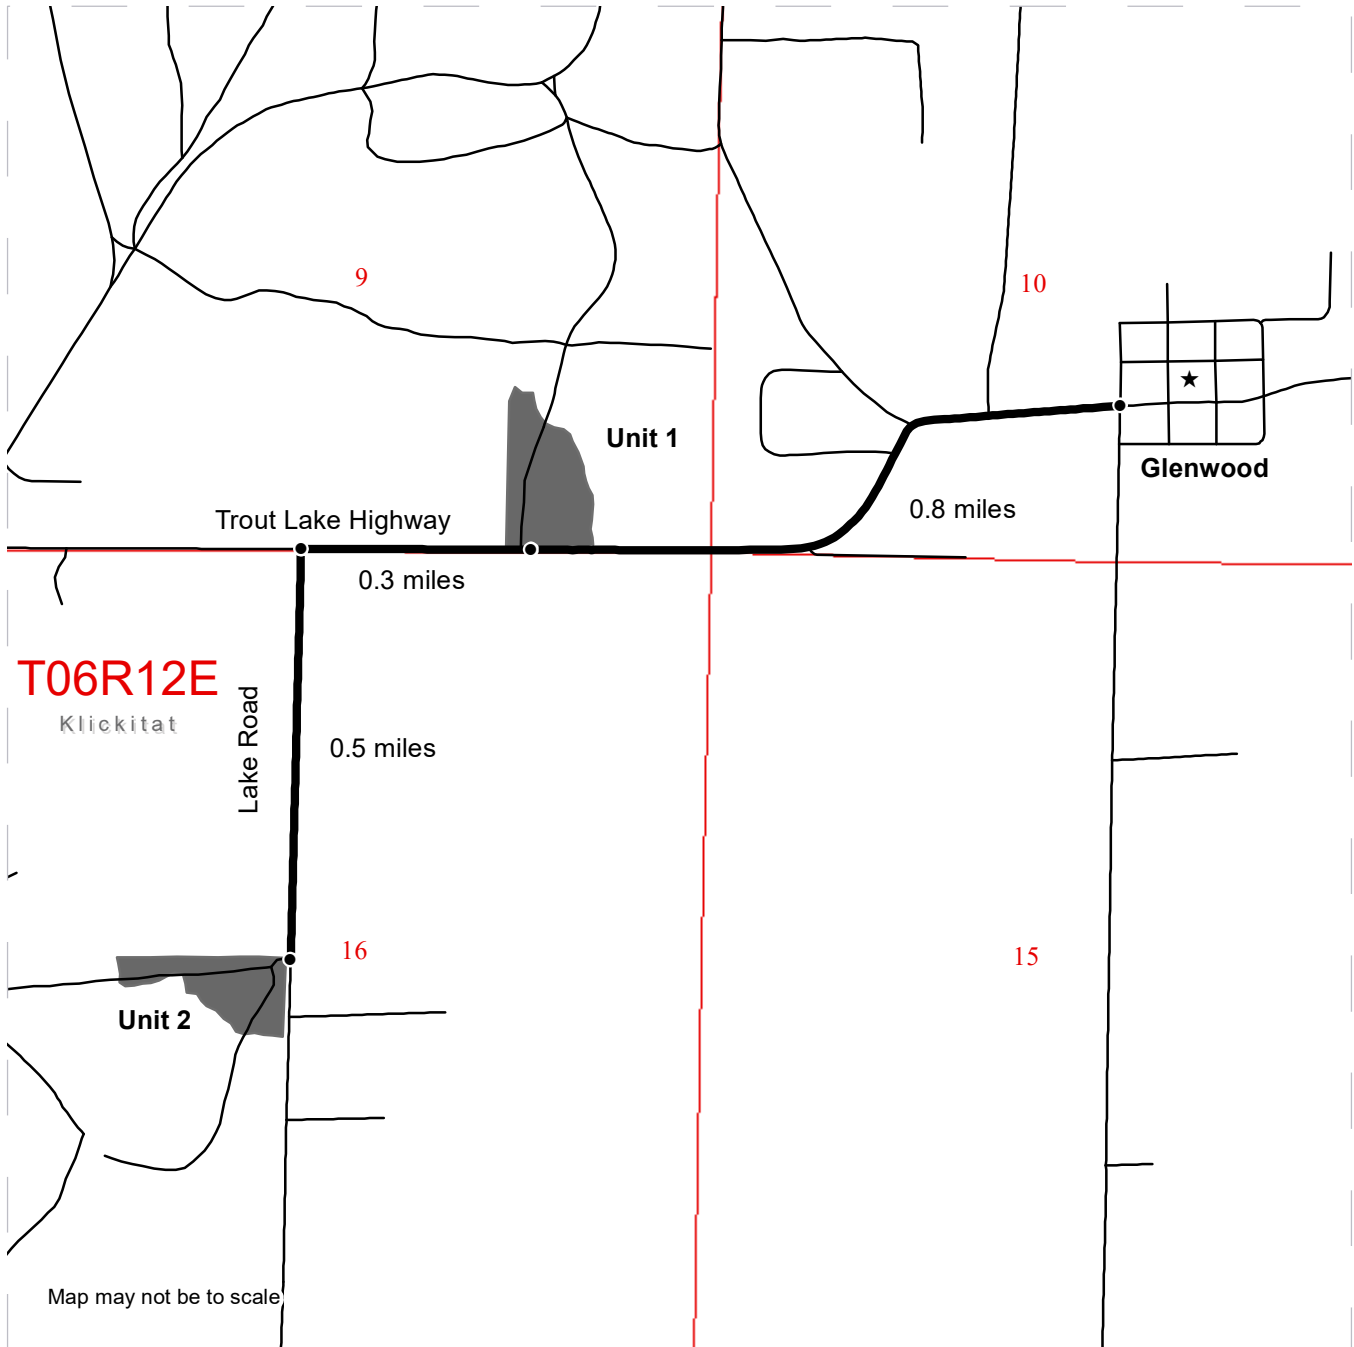 9
10
Unit 1
Glenwood
0.8 miles
Trout Lake Highway
0.3 miles
T06R12E
Klickitat
Lake Road
0.5 miles
16
15
Unit 2
Map may not be to scale